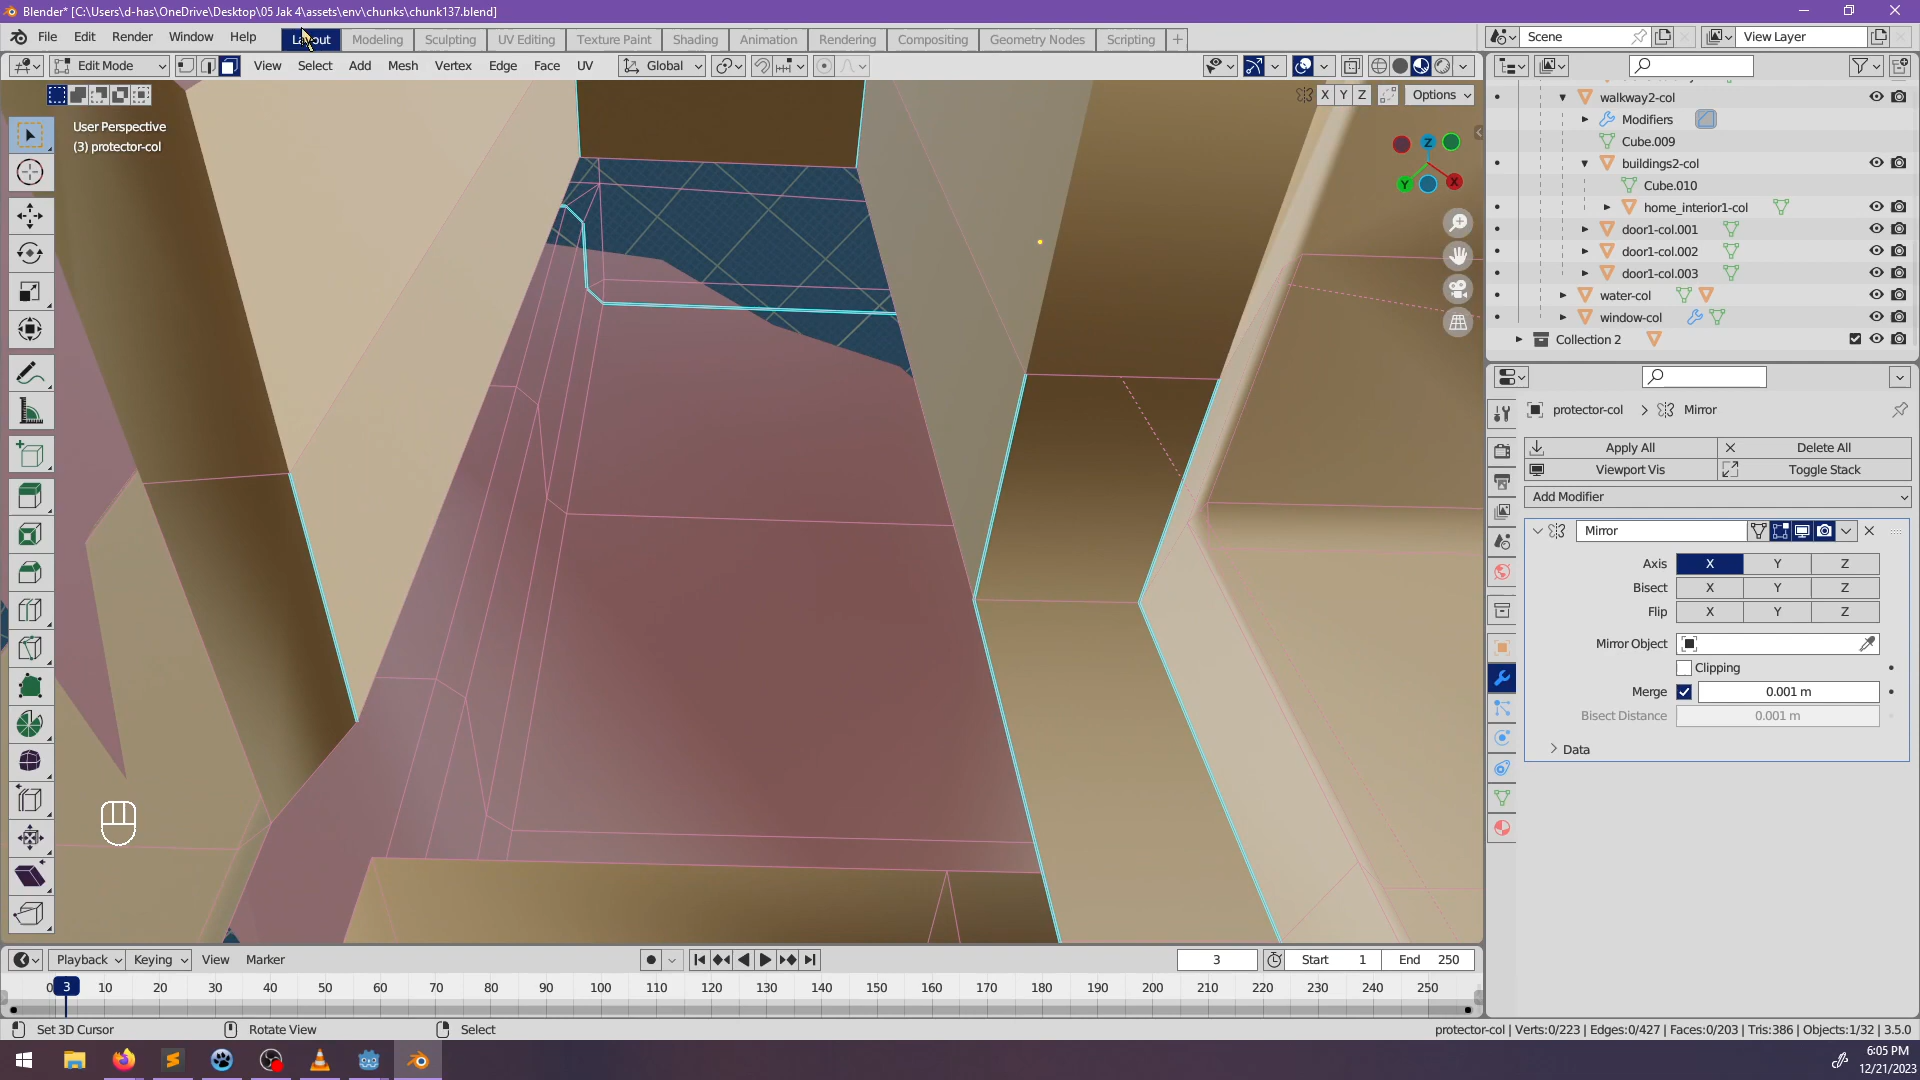 Blender* [C:\Users\d-has\OneDrive\Desktop\05 Jak 4\assets\env\chunks\chunk137.blend]
File Edit Render Window Help Layout Modeling Sculpting UV Editing Texture Paint Shading Animation Rendering Compositing Geometry Nodes Scripting + Scene View Layer
Edit Mode View Select Add Mesh Vertex Edge Face UV Global
X Y Z Options
User Perspective
(3) protector-col
Z
Y X
walkway2-col
Modifiers
Cube.009
buildings2-col
Cube.010
home_interior1-col
door1-col.001
door1-col.002
door1-col.003
water-col
window-col
Collection 2
protector-col > Mirror
Apply All Delete All
Viewport Vis Toggle Stack
Add Modifier
Mirror
Axis X Y Z
Bisect X Y Z
Flip X Y Z
Mirror Object
Clipping
Merge 0.001 m
Bisect Distance 0.001 m
Data
Playback Keying View Marker 3 Start 1 End 250
0 3 10 20 30 40 50 60 70 80 90 100 110 120 130 140 150 160 170 180 190 200 210 220 230 240 250
Set 3D Cursor Rotate View Select protector-col | Verts:0/223 | Edges:0/427 | Faces:0/203 | Tris:386 | Objects:1/32 | 3.5.0
6:05 PM
12/21/2023